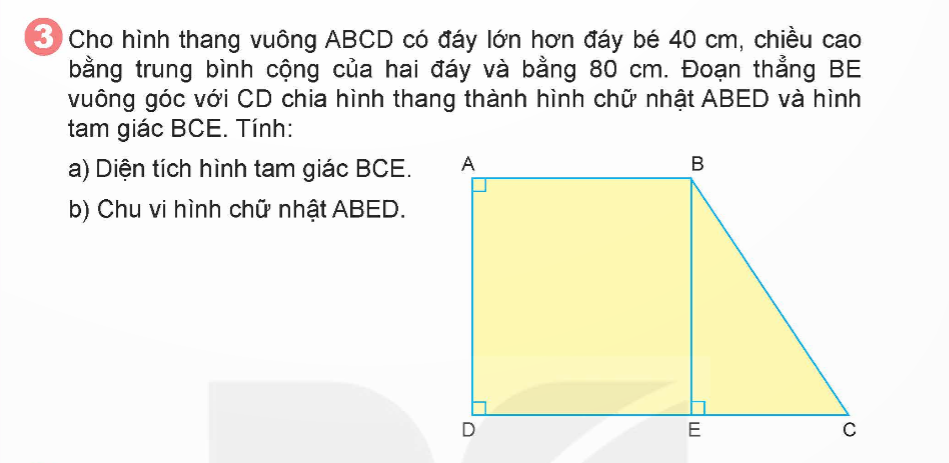 3 Cho hình thang vuông ABCD có đáy lớn hơn đáy bé 40 cm, chiều cao
bằng trung bình cộng của hai đáy và bằng 80 cm. Đoạn thẳng BE
vuông góc với CD chia hình thang thành hình chữ nhật ABED và hình
tam giác BCE. Tính:
a) Diện tích hình tam giác BCE.
b) Chu vi hình chữ nhật ABED.
A B
D E C